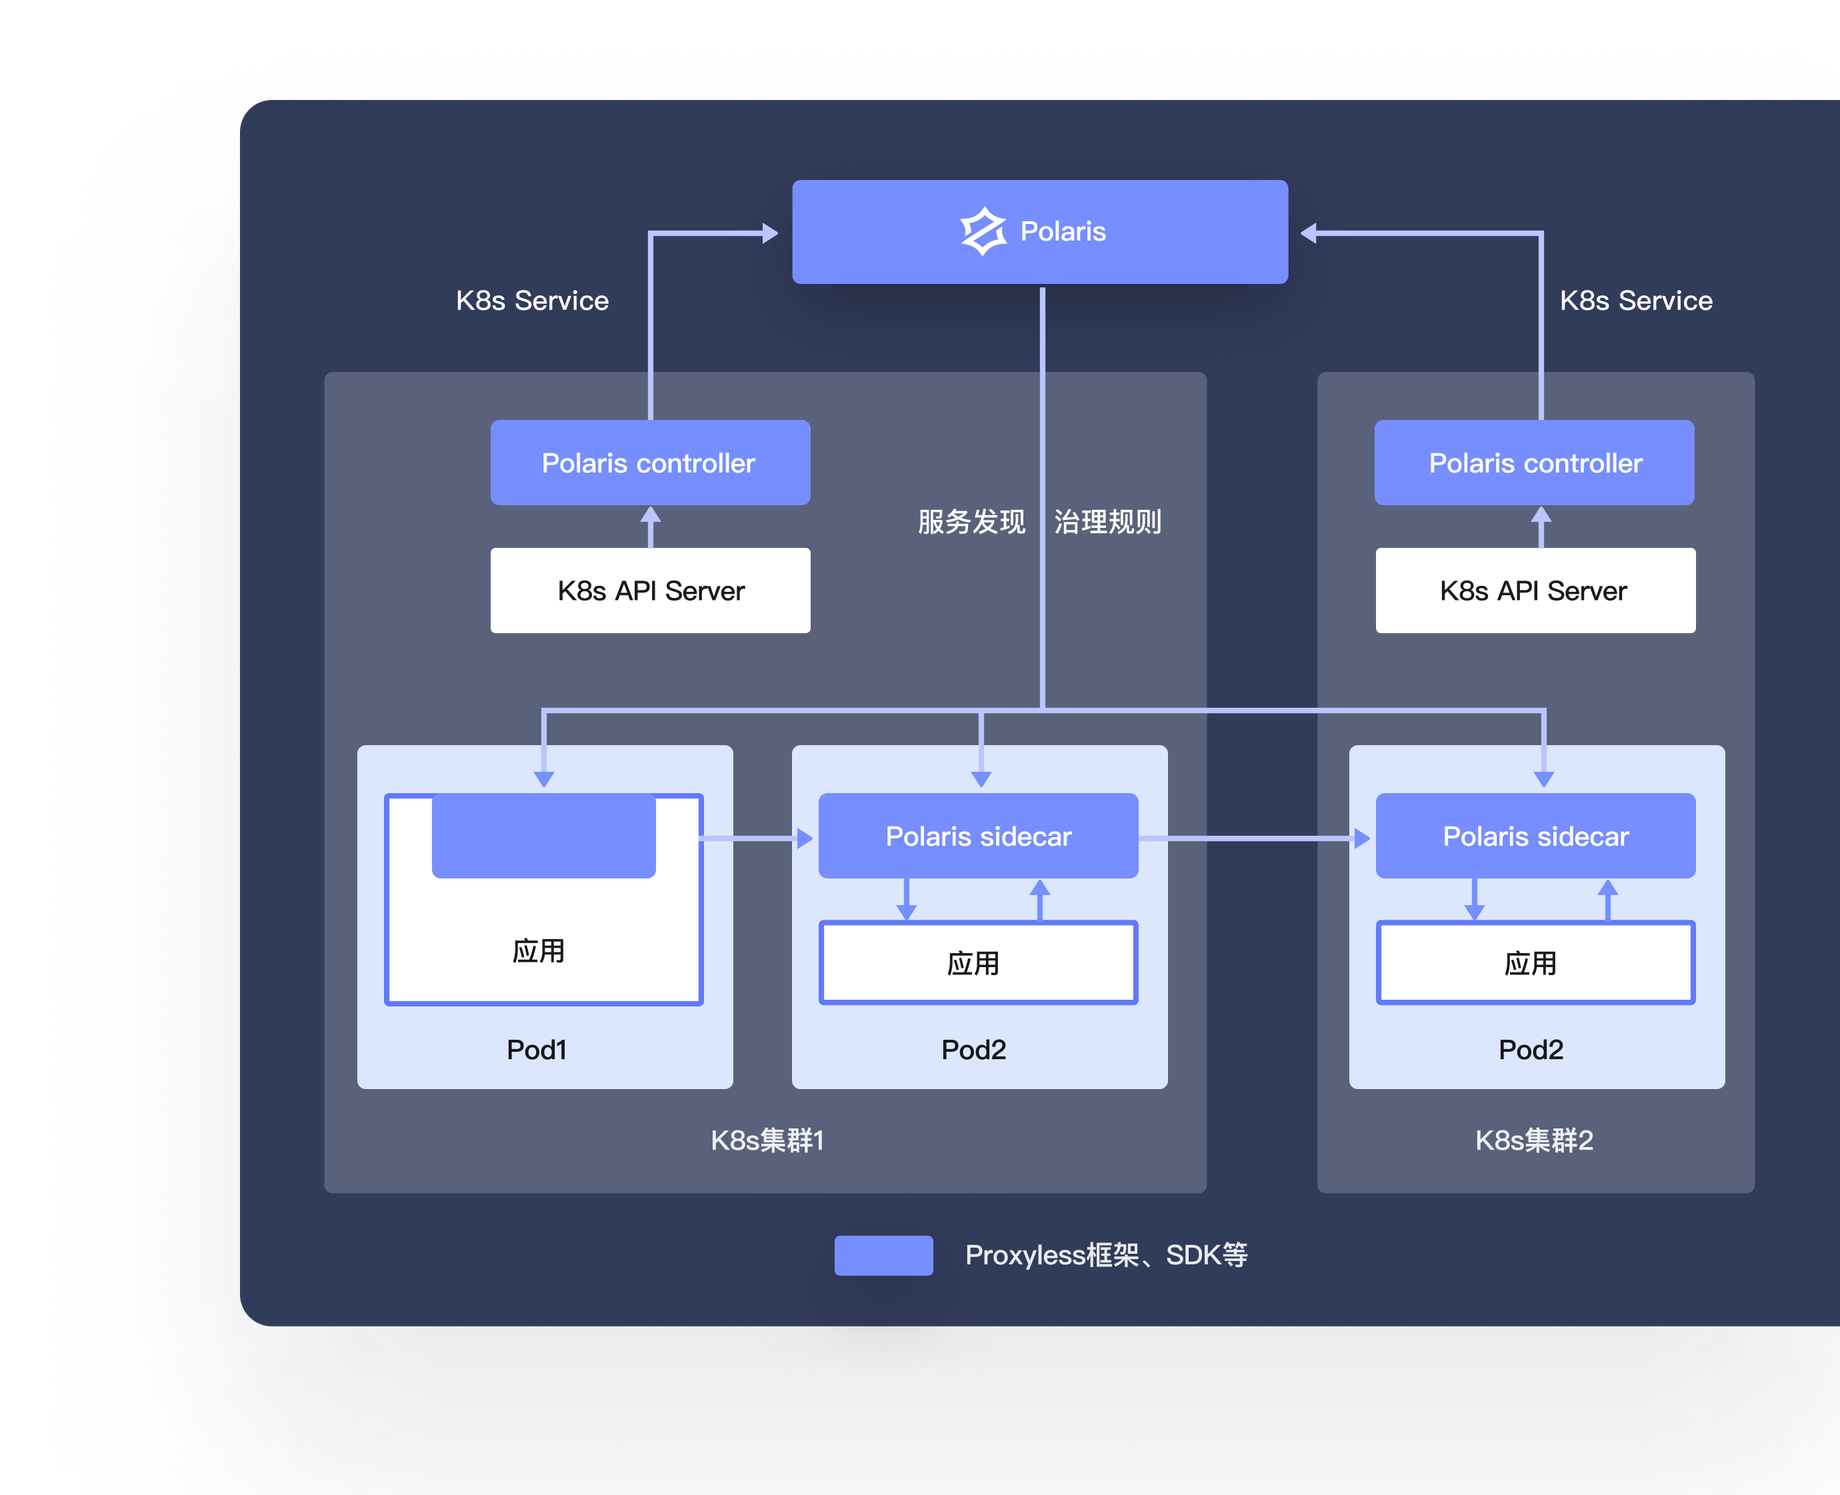 Polaris
K8s Service
K8s Service
Polaris controller
Polaris controller
服务发现 治理规则
K8s API Server
K8s API Server
Polaris sidecar
Polaris sidecar
应用
应用
应用
Pod1
Pod2
Pod2
K8s集群1
K8s集群2
Proxyless框架、SDK等